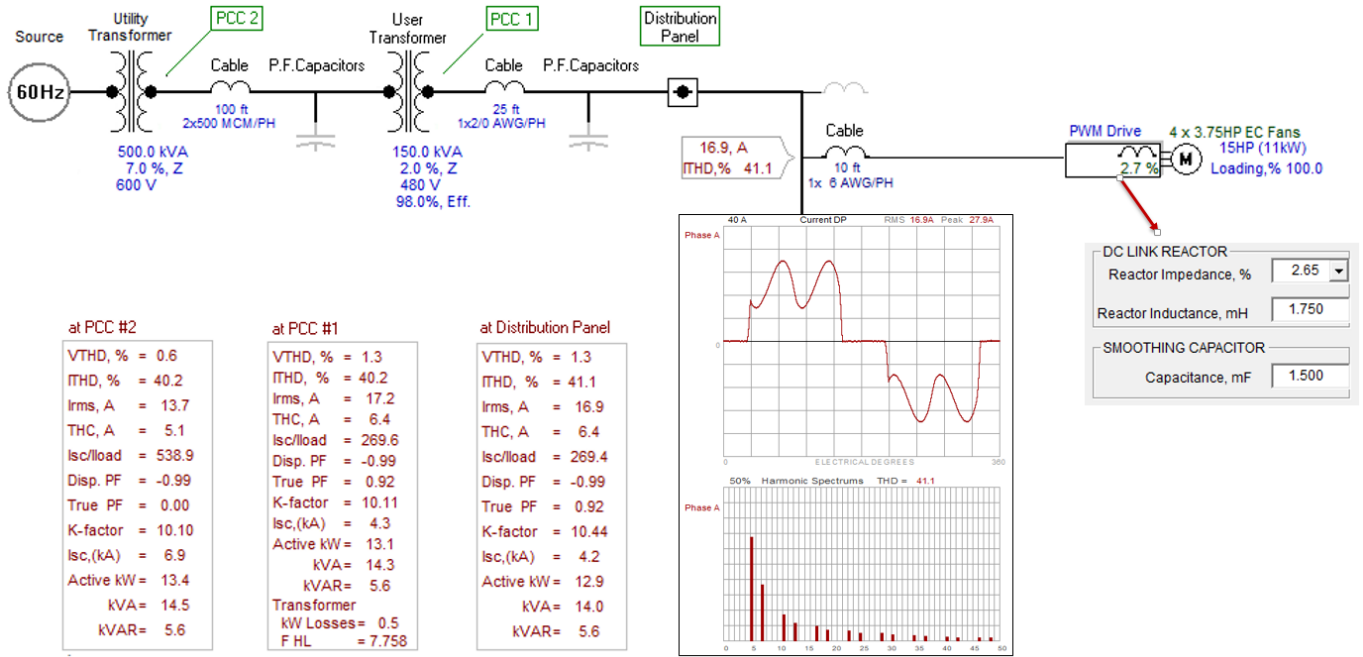 Source
60Hz
Utility
Transformer
PCC 2
500.0 kVA
7.0 %, Z
600 V
Cable
100 ft
2x500 MCM/PH
P.F.Capacitors
User
Transformer
PCC 1
150.0 kVA
2.0 %, Z
480 V
98.0%, Eff.
Cable
25 ft
1x2/0 AWG/PH
P.F.Capacitors
Distribution
Panel
16.9, A
ITHD,% 41.1
Cable
10 ft
1x 6 AWG/PH
PWM Drive
2.7 %
M
4 x 3.75HP EC Fans
15HP (11kW)
Loading,% 100.0
DC LINK REACTOR
Reactor Impedance, % 2.65
Reactor Inductance, mH 1.750
SMOOTHING CAPACITOR
Capacitance, mF 1.500
at PCC #2
VTHD, % = 0.6
ITHD, % = 40.2
Irms, A = 13.7
THC, A = 5.1
Isc/Iload = 538.9
Disp. PF = -0.99
True PF = 0.00
K-factor = 10.10
Isc,(kA) = 6.9
Active kW = 13.4
kVA = 14.5
kVAR = 5.6
at PCC #1
VTHD, % = 1.3
ITHD, % = 40.2
Irms, A = 17.2
THC, A = 6.4
Isc/Iload = 269.6
Disp. PF = -0.99
True PF = 0.92
K-factor = 10.11
Isc,(kA) = 4.3
Active kW = 13.1
kVA = 14.3
kVAR = 5.6
Transformer
kW Losses = 0.5
F HL = 7.758
at Distribution Panel
VTHD, % = 1.3
ITHD, % = 41.1
Irms, A = 16.9
THC, A = 6.4
Isc/Iload = 269.4
Disp. PF = -0.99
True PF = 0.92
K-factor = 10.44
Isc,(kA) = 4.2
Active kW = 12.9
kVA = 14.0
kVAR = 5.6
40 A Current DP RMS 16.9A Peak 27.9A
Phase A
0
0 ELECTRICAL DEGREES 360
50% Harmonic Spectrums THD = 41.1
Phase A
0 5 10 15 20 25 30 35 40 45 50